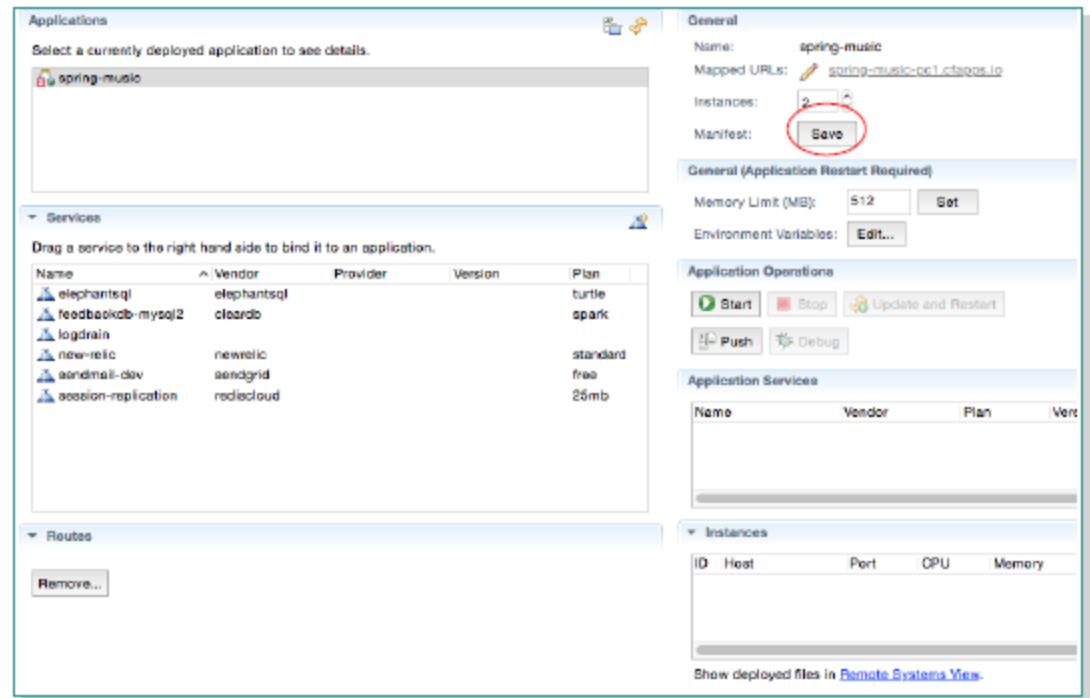 Applications
Select a currently deployed application to see details.
spring-music
Services
Drag a service to the right hand side to bind it to an application.
Name Vendor Provider Version Plan
elephantsql elephantsql turtle
feedbackdb-mysql2 cleardb spark
logdrain
new-relic newrelic standard
sendmail-dev sendgrid free
session-replication rediscloud 25mb
Routes
Remove...
General
Name: spring-music
Mapped URLs: spring-music-pc1.cfapps.io
Instances: 2
Manifest: Save
General (Application Restart Required)
Memory Limit (MB): 512 Set
Environment Variables: Edit...
Application Operations
Start Stop Update and Restart
Push Debug
Application Services
Name Vendor Plan Vers
Instances
ID Host Port CPU Memory
Show deployed files in Remote Systems View.